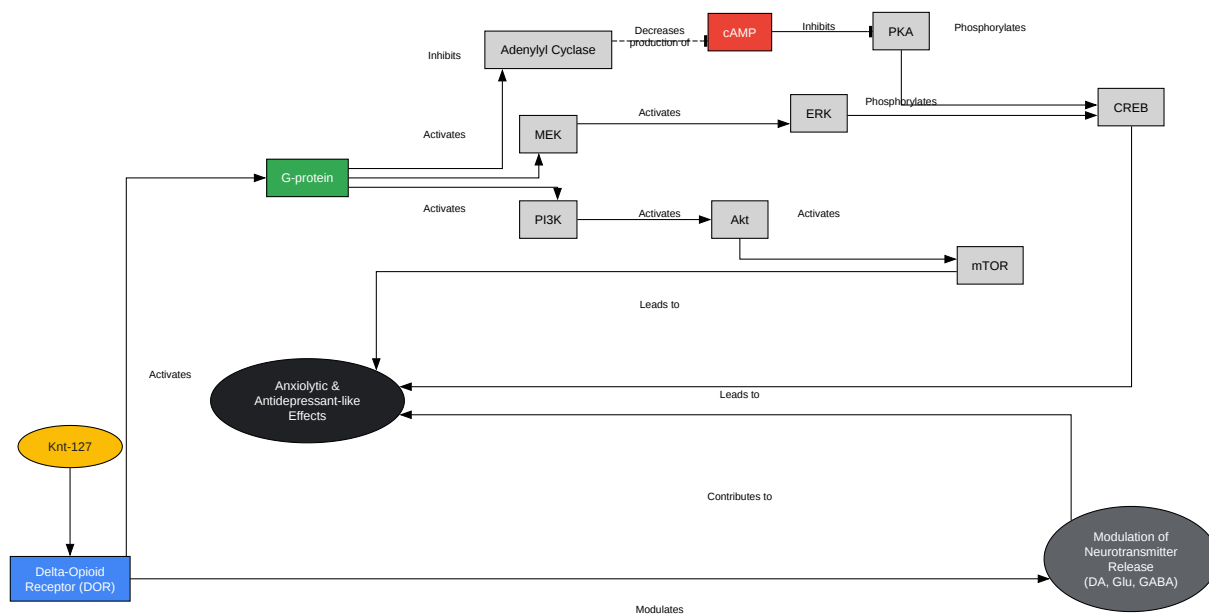 Decreases
production of
cAMP
Inhibits
PKA
Phosphorylates
Inhibits
Adenylyl Cyclase
Activates
MEK
Activates
ERK
Phosphorylates
CREB
G-protein
Activates
PI3K
Activates
Akt
Activates
mTOR
Leads to
Activates
Anxiolytic &
Antidepressant-like
Effects
Leads to
Knt-127
Contributes to
Delta-Opioid
Receptor (DOR)
Modulation of
Neurotransmitter
Release
(DA, Glu, GABA)
Modulates